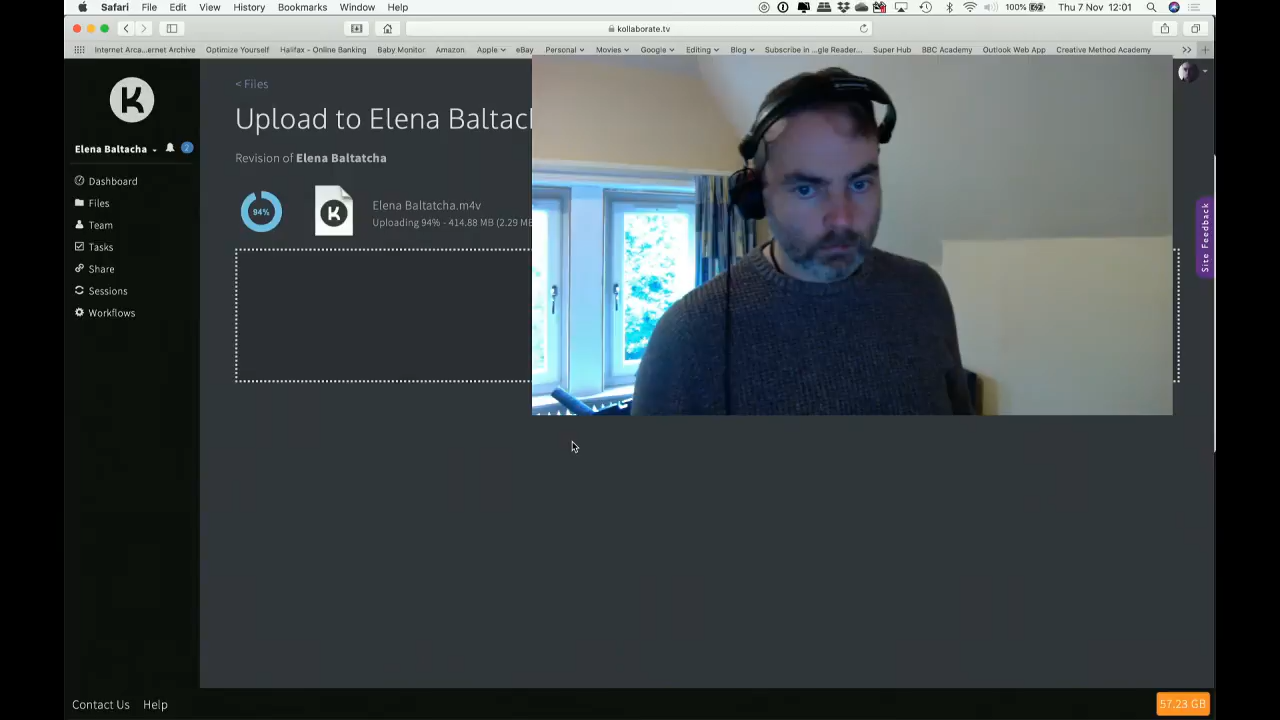 Safari File Edit View History Bookmarks Window Help 100% Thu 7 Nov 12:01
kollaborate.tv
Internet Arca...ernet Archive Optimize Yourself Halifax – Online Banking Baby Monitor Amazon Apple eBay Personal Movies Google Editing Blog Subscribe in ...gle Reader... Super Hub BBC Academy Outlook Web App Creative Method Academy
< Files
K
Upload to Elena Baltach
Elena Baltacha 2
Revision of Elena Baltatcha
Dashboard
Files
Team
Tasks
Share
Sessions
Workflows
94%
K
Elena Baltatcha.m4v
Uploading 94% - 414.88 MB (2.29 MB
Site Feedback
Contact Us Help
57.23 GB